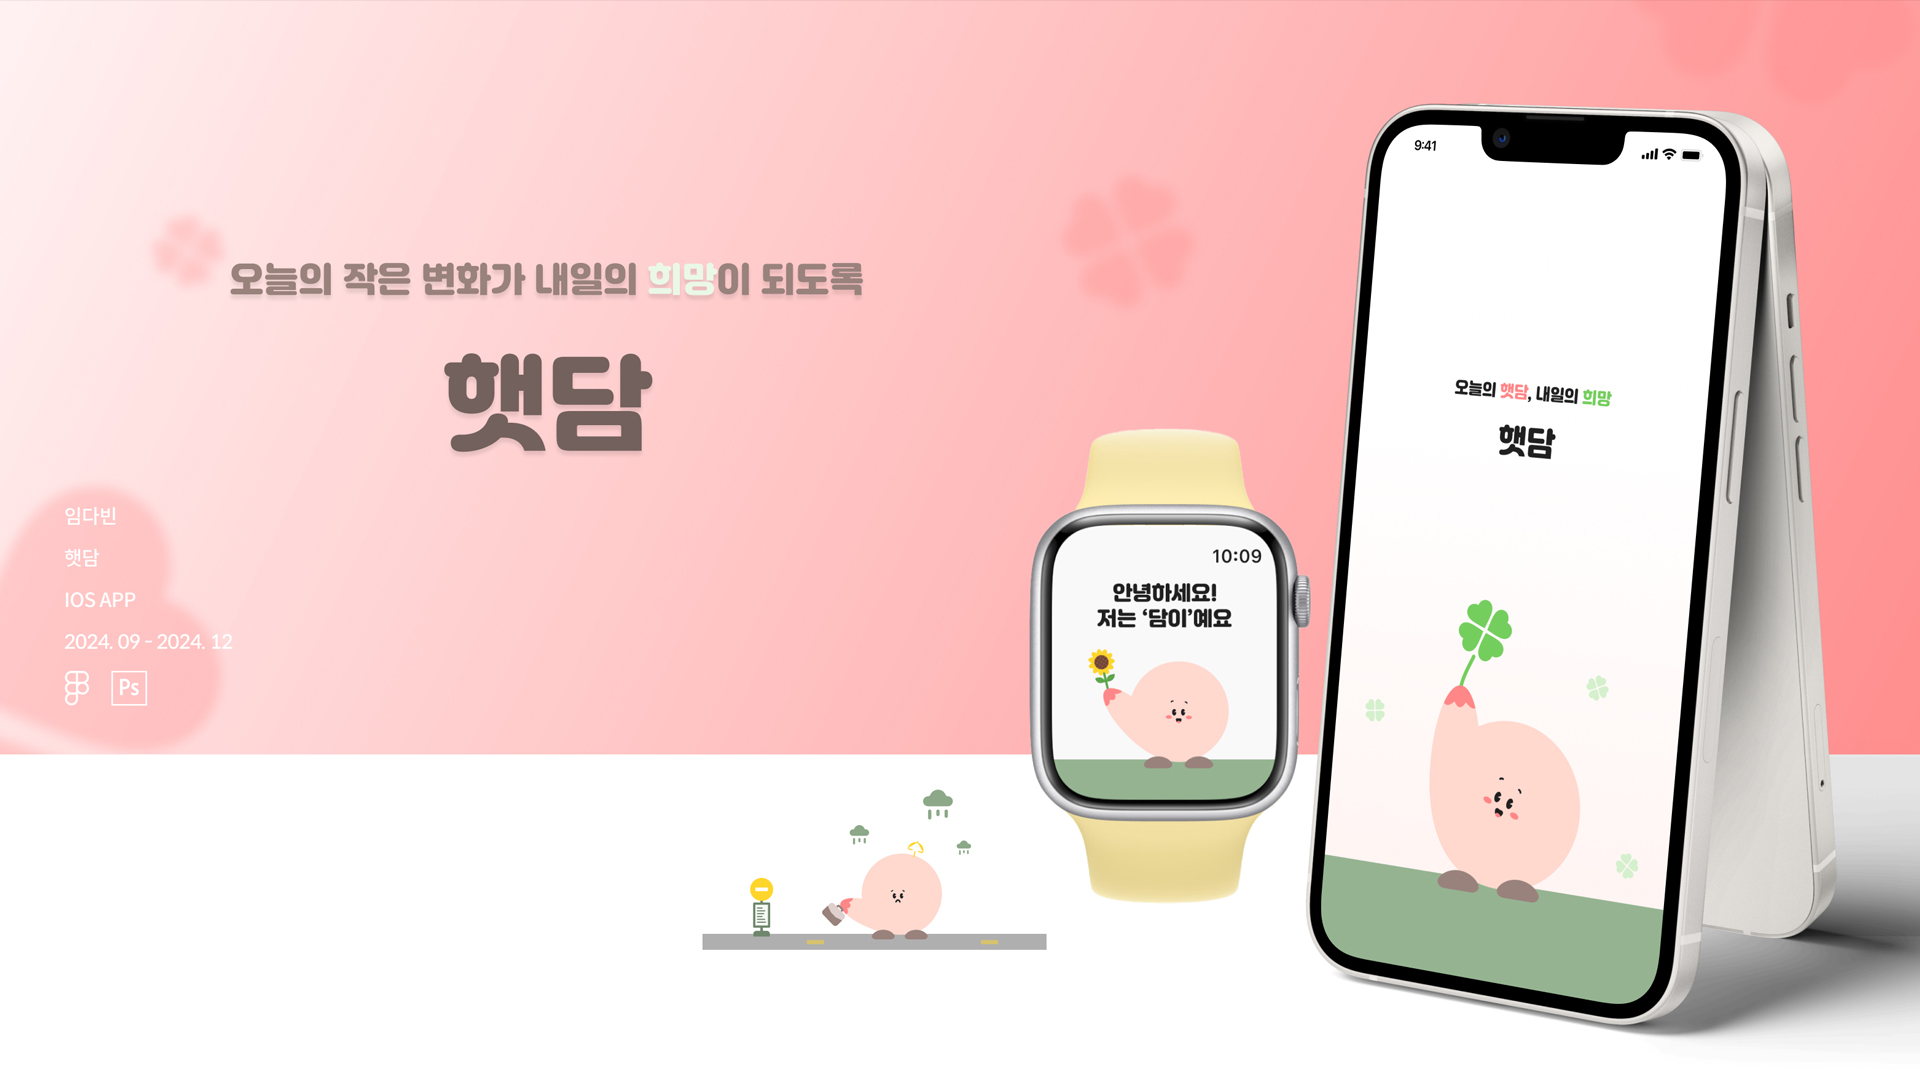 오늘의 작은 변화가 내일의 희망이 되도록
햇담
임다빈
햇담
IOS APP
2024. 09 - 2024. 12
Ps
10:09
안녕하세요!
저는 ‘담이’예요
9:41
오늘의 햇담, 내일의 희망
햇담